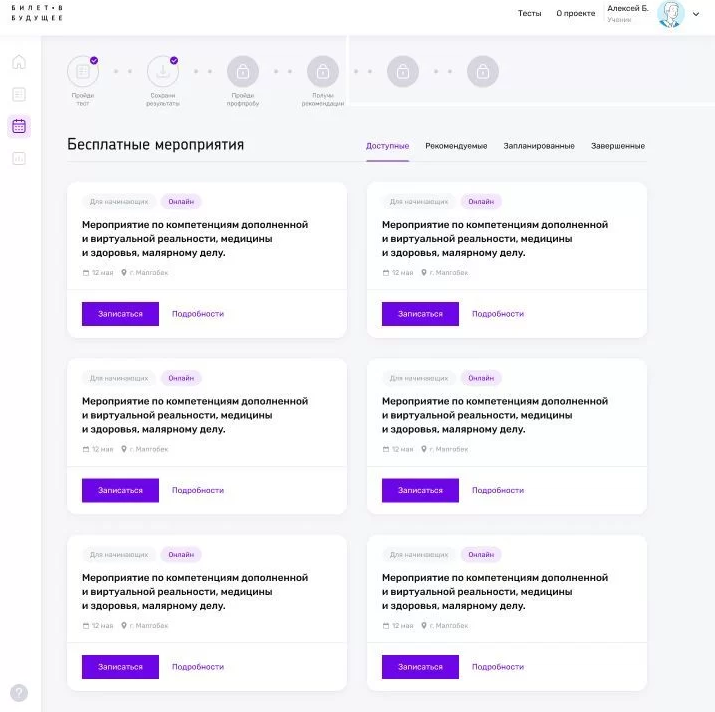 БИЛЕТ•В
БУДУЩЕЕ
Тесты О проекте Алексей Б.
Ученик
Пройди
тест
Сохрани
результаты
Пройди
профпробу
Получи
рекомендации
Бесплатные мероприятия
Доступные Рекомендуемые Запланированные Завершенные
Для начинающих Онлайн
Мероприятие по компетенциям дополненной
и виртуальной реальности, медицины
и здоровья, малярному делу.
12 мая г. Малгобек
Записаться Подробности
Для начинающих Онлайн
Мероприятие по компетенциям дополненной
и виртуальной реальности, медицины
и здоровья, малярному делу.
12 мая г. Малгобек
Записаться Подробности
Для начинающих Онлайн
Мероприятие по компетенциям дополненной
и виртуальной реальности, медицины
и здоровья, малярному делу.
12 мая г. Малгобек
Записаться Подробности
Для начинающих Онлайн
Мероприятие по компетенциям дополненной
и виртуальной реальности, медицины
и здоровья, малярному делу.
12 мая г. Малгобек
Записаться Подробности
Для начинающих Онлайн
Мероприятие по компетенциям дополненной
и виртуальной реальности, медицины
и здоровья, малярному делу.
12 мая г. Малгобек
Записаться Подробности
Для начинающих Онлайн
Мероприятие по компетенциям дополненной
и виртуальной реальности, медицины
и здоровья, малярному делу.
12 мая г. Малгобек
Записаться Подробности
?